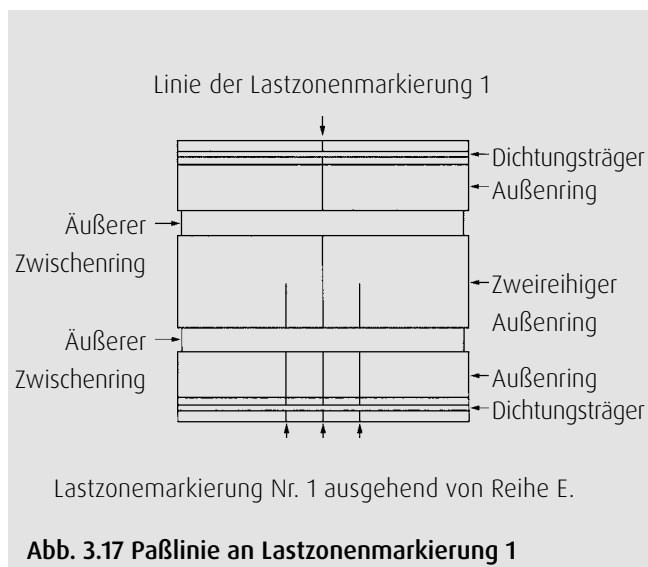 Linie der Lastzonenmarkierung 1
Dichtungsträger
Außenring
Äußerer
Zwischenring
Zweireihiger
Außenring
Äußerer
Zwischenring
Außenring
Dichtungsträger
Lastzonemarkierung Nr. 1 ausgehend von Reihe E.
Abb. 3.17 Paßlinie an Lastzonenmarkierung 1